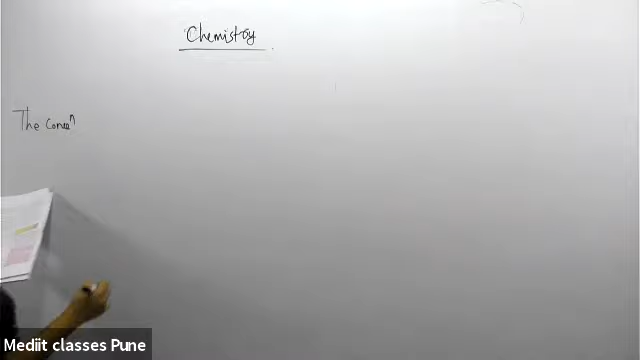 Chemistry
The concⁿ
Mediit classes Pune